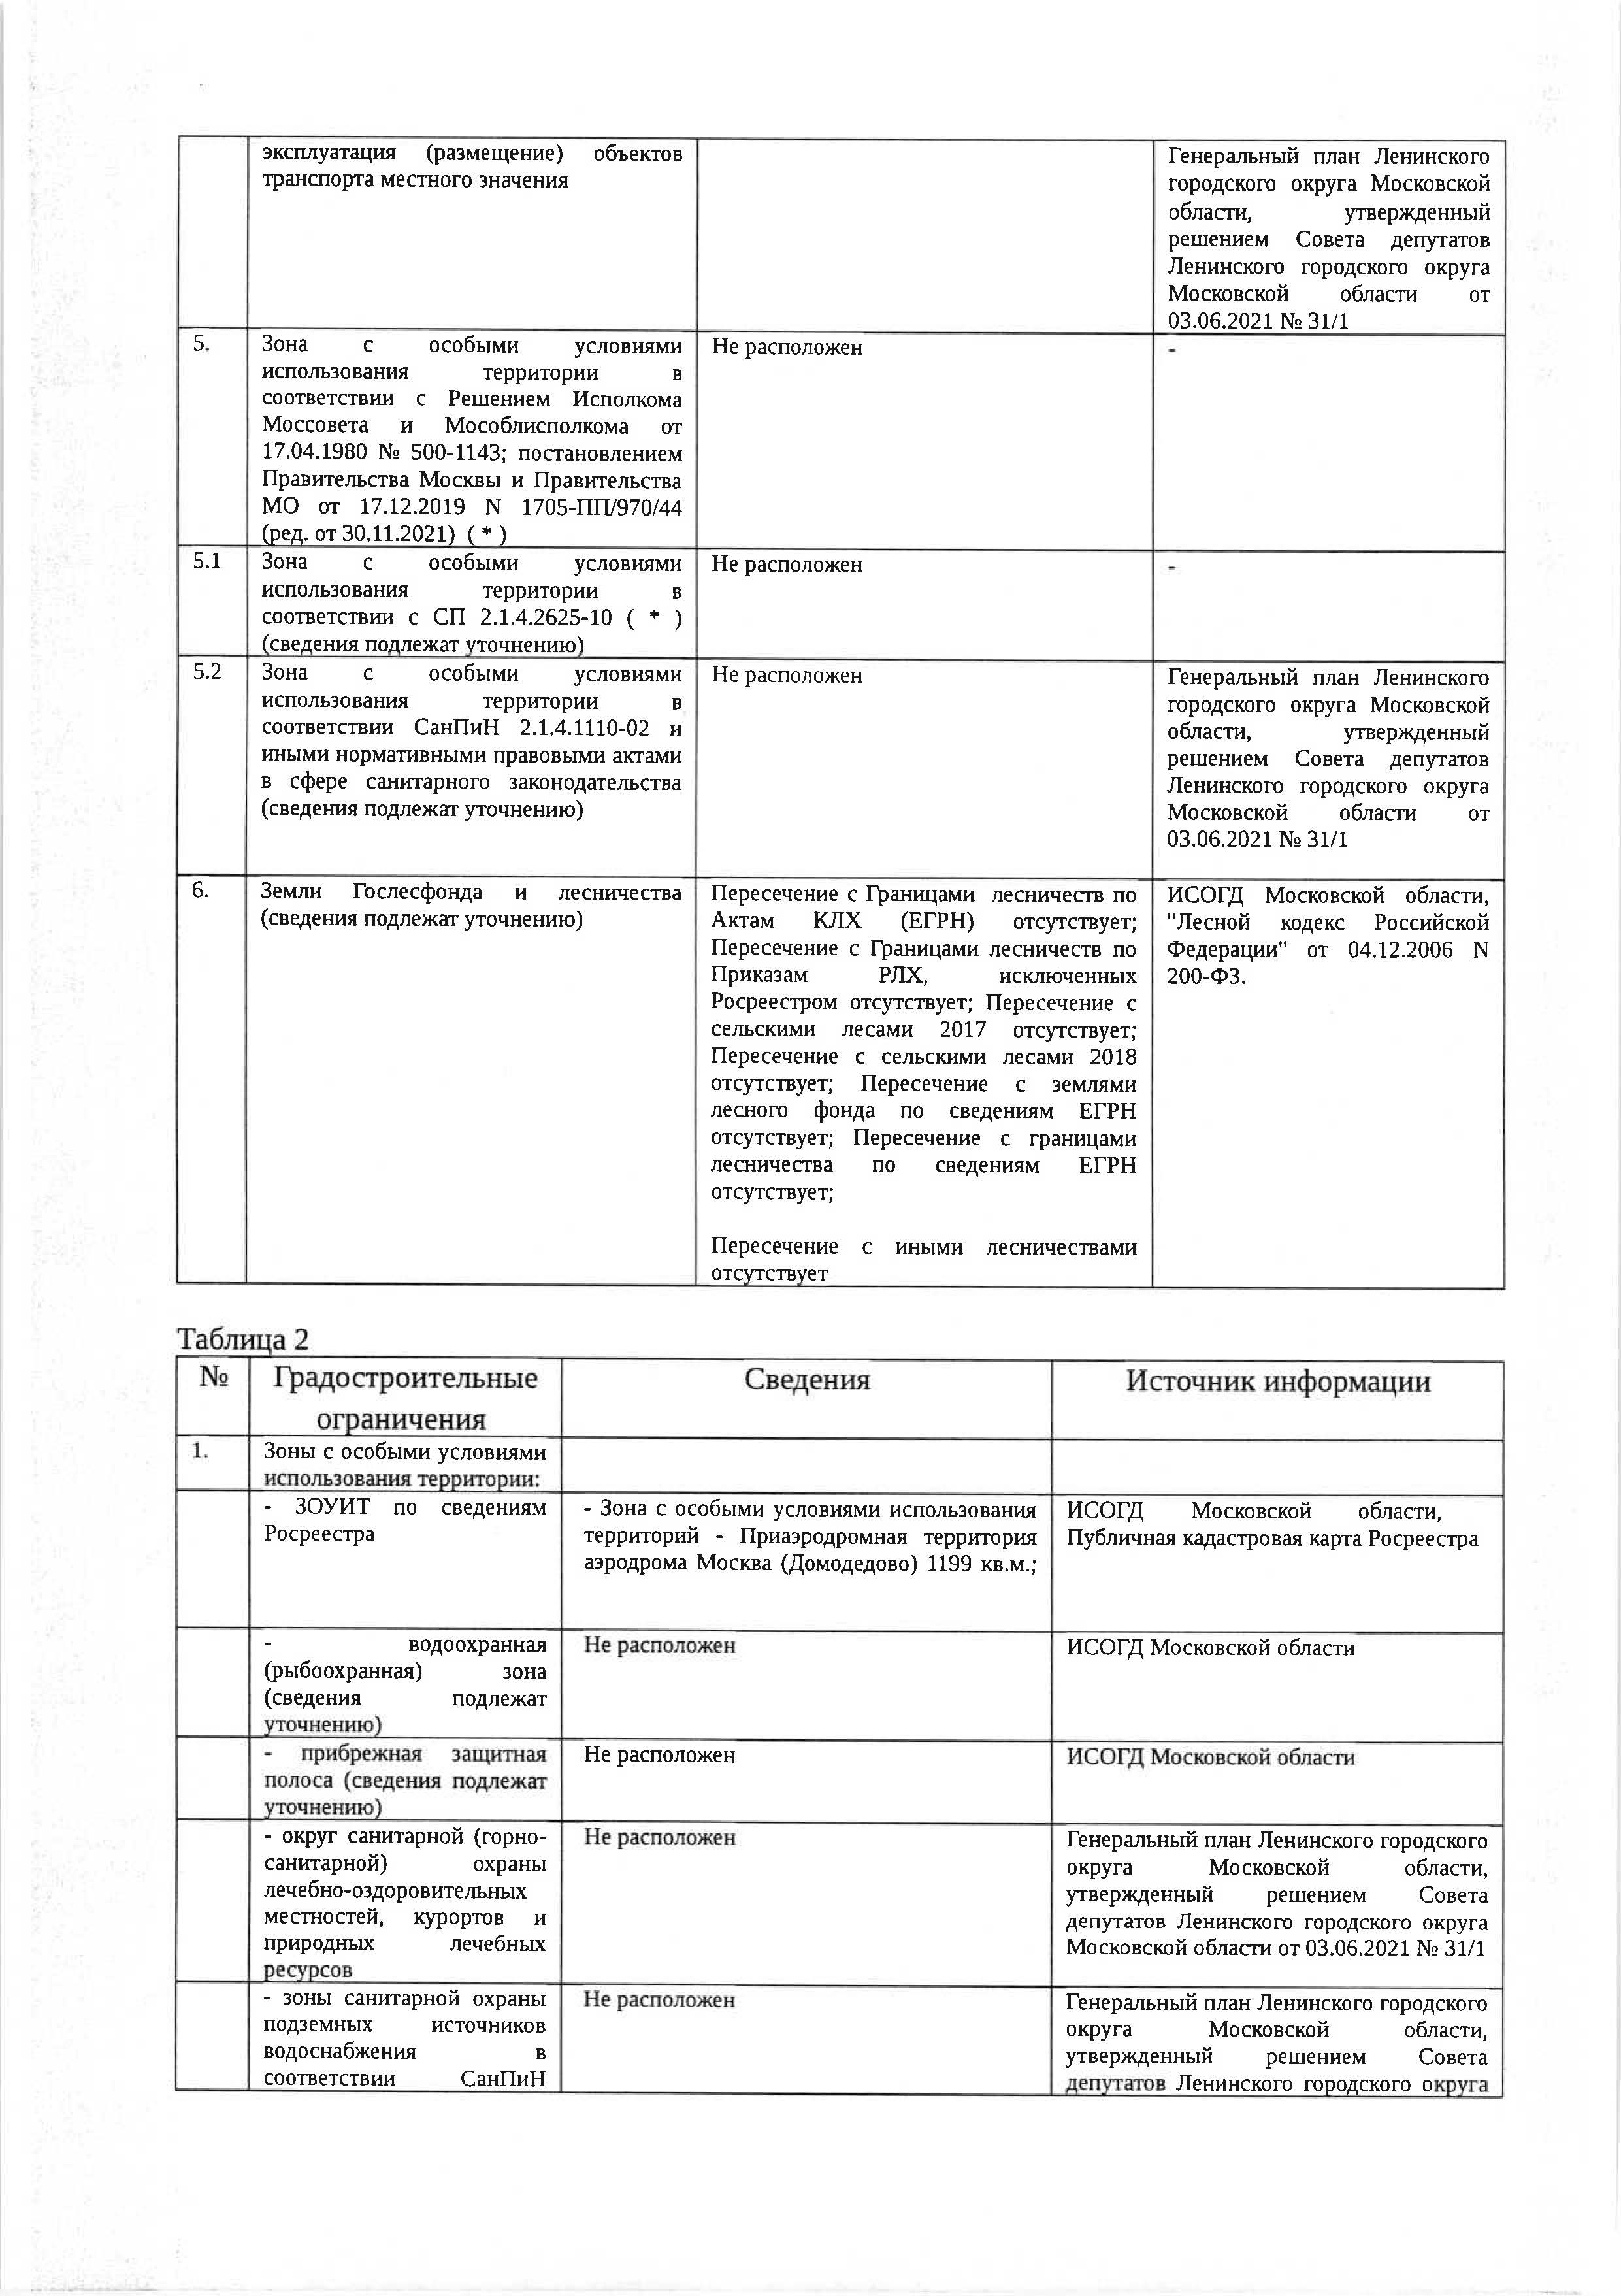 эксплуатация (размещение) объектов
транспорта местного значения
Генеральный план Ленинского
городского округа Московской
области, утвержденный
решением Совета депутатов
Ленинского городского округа
Московской области от
03.06.2021 № 31/1
5.
Зона с особыми условиями
использования территории в
соответствии с Решением Исполкома
Моссовета и Мособлисполкома от
17.04.1980 № 500-1143; постановлением
Правительства Москвы и Правительства
МО от 17.12.2019 N 1705-ПП/970/44
(ред. от 30.11.2021) ( * )
Не расположен
-
5.1
Зона с особыми условиями
использования территории в
соответствии с СП 2.1.4.2625-10 ( * )
(сведения подлежат уточнению)
Не расположен
-
5.2
Зона с особыми условиями
использования территории в
соответствии СанПиН 2.1.4.1110-02 и
иными нормативными правовыми актами
в сфере санитарного законодательства
(сведения подлежат уточнению)
Не расположен
Генеральный план Ленинского
городского округа Московской
области, утвержденный
решением Совета депутатов
Ленинского городского округа
Московской области от
03.06.2021 № 31/1
6.
Земли Гослесфонда и лесничества
(сведения подлежат уточнению)
Пересечение с Границами лесничеств по
Актам КЛХ (ЕГРН) отсутствует;
Пересечение с Границами лесничеств по
Приказам РЛХ, исключенных
Росреестром отсутствует; Пересечение с
сельскими лесами 2017 отсутствует;
Пересечение с сельскими лесами 2018
отсутствует; Пересечение с землями
лесного фонда по сведениям ЕГРН
отсутствует; Пересечение с границами
лесничества по сведениям ЕГРН
отсутствует;
Пересечение с иными лесничествами
отсутствует
ИСОГД Московской области,
"Лесной кодекс Российской
Федерации" от 04.12.2006 N
200-ФЗ.
Таблица 2
№
Градостроительные
ограничения
Сведения
Источник информации
1.
Зоны с особыми условиями
использования территории:
- ЗОУИТ по сведениям
Росреестра
- Зона с особыми условиями использования
территорий - Приаэродромная территория
аэродрома Москва (Домодедово) 1199 кв.м.;
ИСОГД Московской области,
Публичная кадастровая карта Росреестра
- водоохранная
(рыбоохранная) зона
(сведения подлежат
уточнению)
Не расположен
ИСОГД Московской области
- прибрежная защитная
полоса (сведения подлежат
уточнению)
Не расположен
ИСОГД Московской области
- округ санитарной (горно-
санитарной) охраны
лечебно-оздоровительных
местностей, курортов и
природных лечебных
ресурсов
Не расположен
Генеральный план Ленинского городского
округа Московской области,
утвержденный решением Совета
депутатов Ленинского городского округа
Московской области от 03.06.2021 № 31/1
- зоны санитарной охраны
подземных источников
водоснабжения в
соответствии СанПиН
Не расположен
Генеральный план Ленинского городского
округа Московской области,
утвержденный решением Совета
депутатов Ленинского городского округа